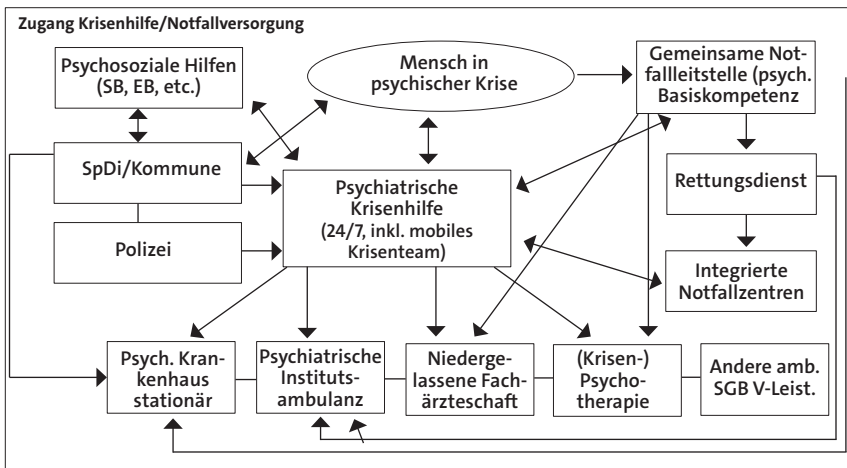 Zugang Krisenhilfe/Notfallversorgung
Psychosoziale Hilfen
(SB, EB, etc.)
Mensch in
psychischer Krise
Gemeinsame Not-
fallleitstelle (psych.
Basiskompetenz
SpDi/Kommune
Psychiatrische
Krisenhilfe
(24/7, inkl. mobiles
Krisenteam)
Rettungsdienst
Polizei
Integrierte
Notfallzentren
Psych. Kran-
kenhaus
stationär
Psychiatrische
Instituts-
ambulanz
Niederge-
lassene Fach-
ärzteschaft
(Krisen-)
Psycho-
therapie
Andere amb.
SGB V-Leist.